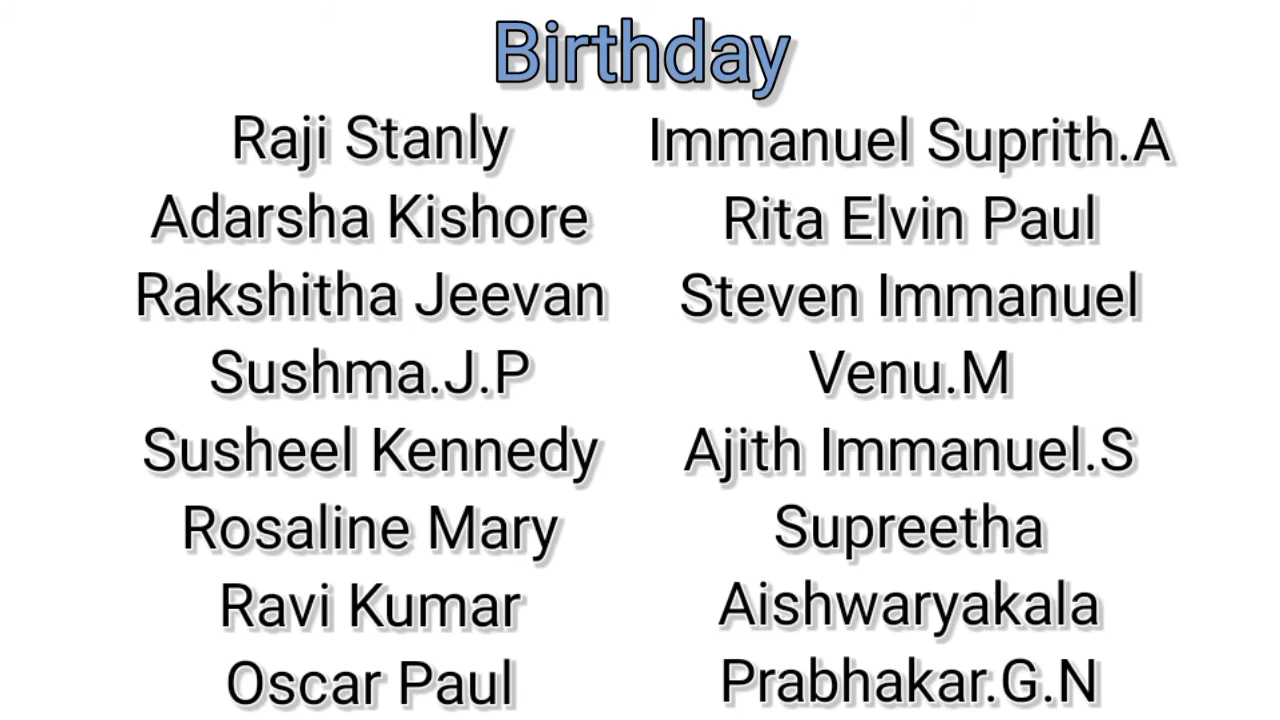 Birthday
Raji Stanly
Adarsha Kishore
Rakshitha Jeevan
Sushma.J.P
Susheel Kennedy
Rosaline Mary
Ravi Kumar
Oscar Paul
Immanuel Suprith.A
Rita Elvin Paul
Steven Immanuel
Venu.M
Ajith Immanuel.S
Supreetha
Aishwaryakala
Prabhakar.G.N